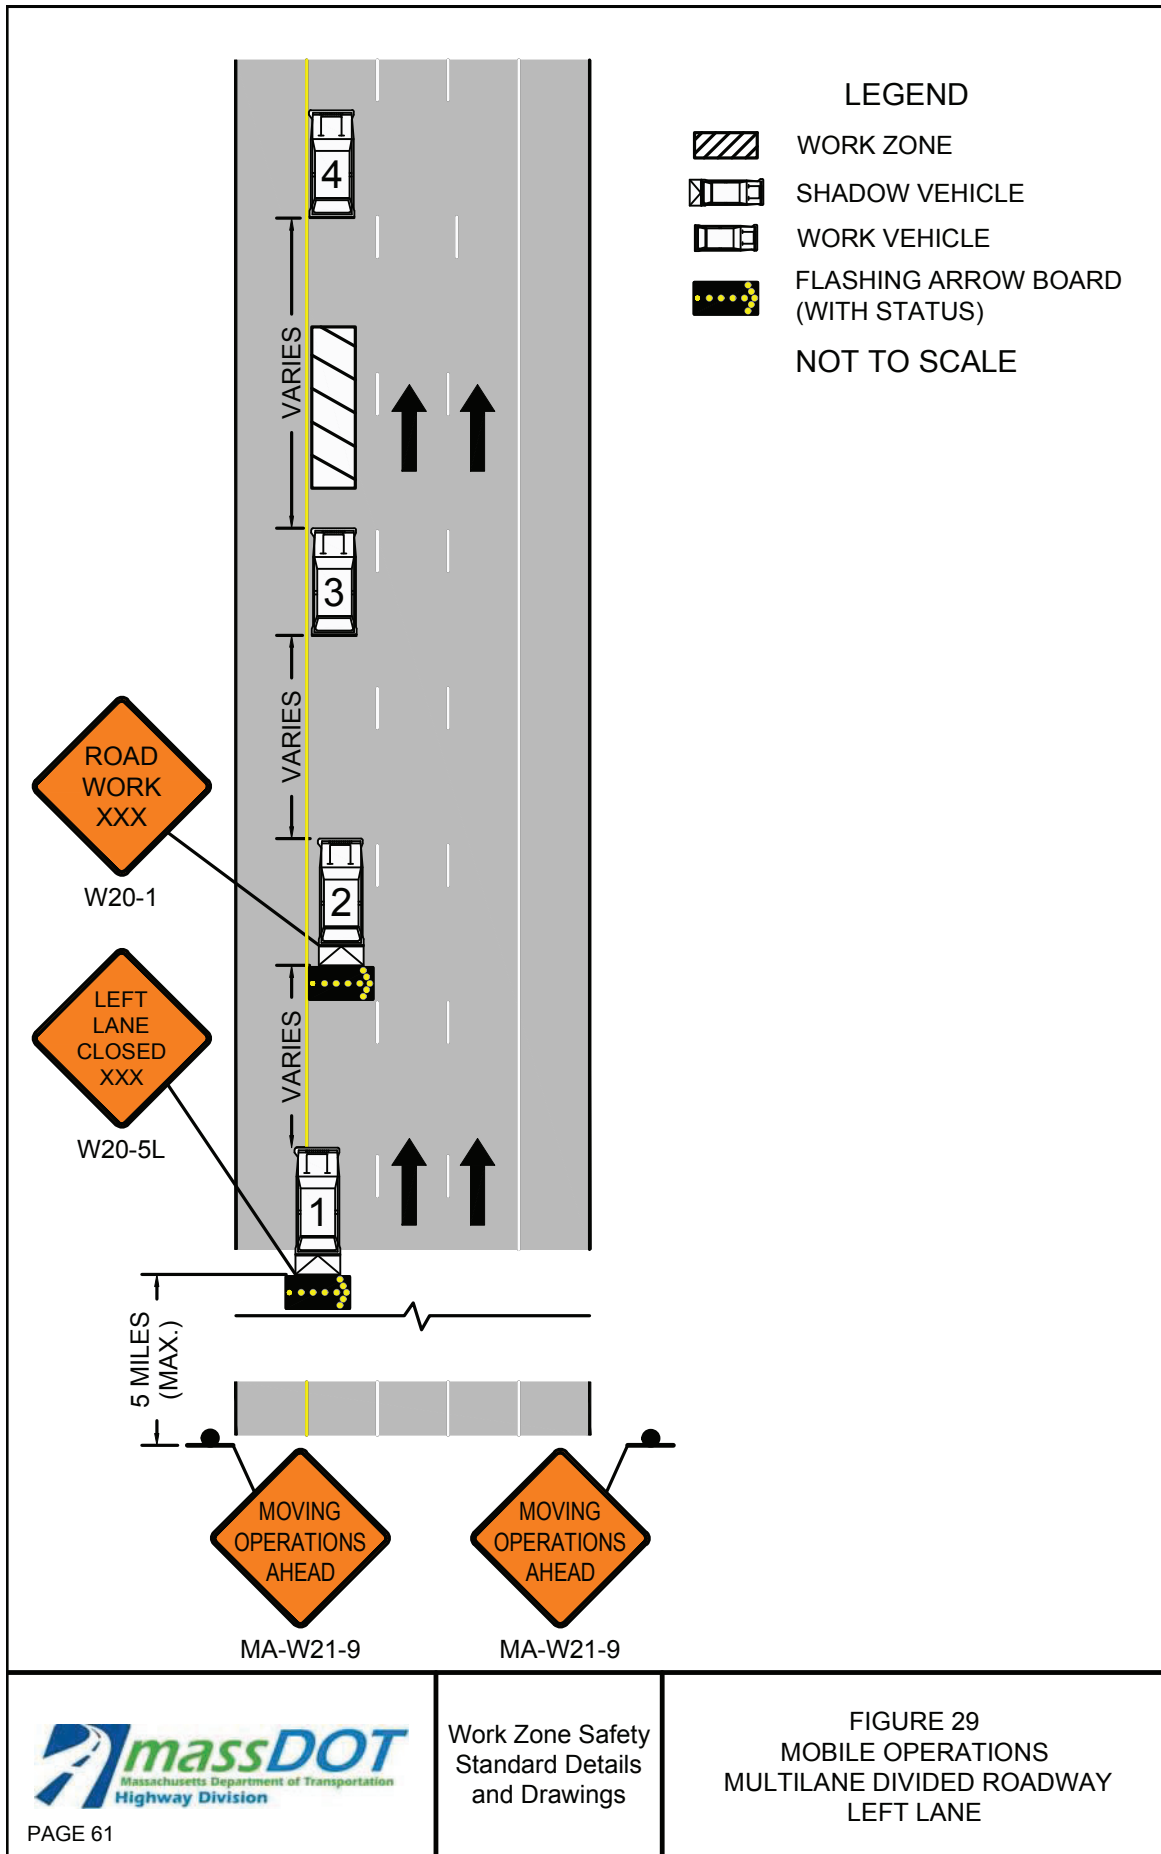 LEGEND
WORK ZONE
SHADOW VEHICLE
WORK VEHICLE
FLASHING ARROW BOARD
(WITH STATUS)
NOT TO SCALE
4
VARIES
3
VARIES
ROAD
WORK
XXX
W20-1
2
LEFT
LANE
CLOSED
XXX
W20-5L
VARIES
1
5 MILES
(MAX.)
MOVING
OPERATIONS
AHEAD
MA-W21-9
MOVING
OPERATIONS
AHEAD
MA-W21-9
massDOT
Massachusetts Department of Transportation
Highway Division
PAGE 61
Work Zone Safety
Standard Details
and Drawings
FIGURE 29
MOBILE OPERATIONS
MULTILANE DIVIDED ROADWAY
LEFT LANE